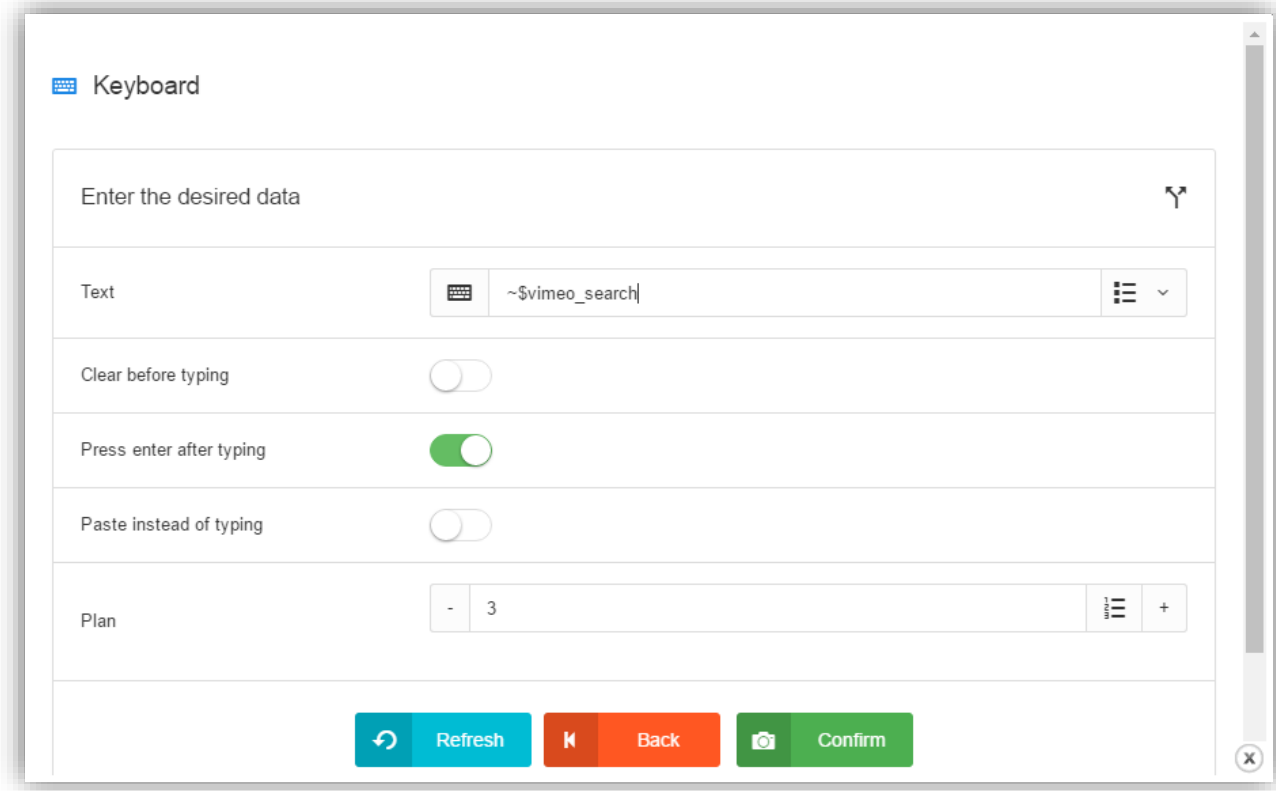 Keyboard
Enter the desired data
Text ~$vimeo_search
Clear before typing
Press enter after typing
Paste instead of typing
Plan - 3 +
Refresh Back Confirm
x